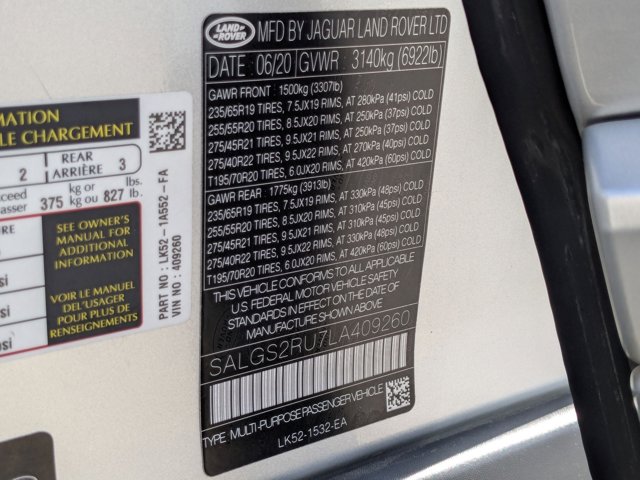 RMATION
LE CHARGEMENT
2 REAR ARRIÈRE 3
xceed
asser 375 kg or kg ou 827 lbs. lb.
SEE OWNER'S
MANUAL FOR
ADDITIONAL
INFORMATION
VOIR LE MANUEL
DEL'USAGER
POUR PLUS DE
RENSEIGNEMENTS
PART NO : LK52-1A552-FA
VIN NO : 409260
LAND ROVER
MFD BY JAGUAR LAND ROVER LTD
DATE: 06/20 GVWR : 3140kg (6922lb)
GAWR FRONT : 1500kg (3307lb)
235/65R19 TIRES, 7.5JX19 RIMS, AT 280kPa (41psi) COLD
255/55R20 TIRES, 8.5JX20 RIMS, AT 250kPa (37psi) COLD
275/45R21 TIRES, 9.5JX21 RIMS, AT 250kPa (37psi) COLD
275/40R22 TIRES, 9.5JX22 RIMS, AT 270kPa (40psi) COLD
T195/70R20 TIRES, 6.0JX20 RIMS, AT 420kPa (60psi) COLD
GAWR REAR : 1775kg (3913lb)
235/65R19 TIRES, 7.5JX19 RIMS, AT 330kPa (48psi) COLD
255/55R20 TIRES, 8.5JX20 RIMS, AT 310kPa (45psi) COLD
275/45R21 TIRES, 9.5JX21 RIMS, AT 310kPa (45psi) COLD
275/40R22 TIRES, 9.5JX22 RIMS, AT 330kPa (48psi) COLD
T195/70R20 TIRES, 6.0JX20 RIMS, AT 420kPa (60psi) COLD
THIS VEHICLE CONFORMS TO ALL APPLICABLE
U.S. FEDERAL MOTOR VEHICLE SAFETY
STANDARDS IN EFFECT ON THE DATE OF
MANUFACTURE SHOWN ABOVE
SALGS2RU7LA409260
TYPE: MULTI-PURPOSE PASSENGER VEHICLE
LK52-1532-EA